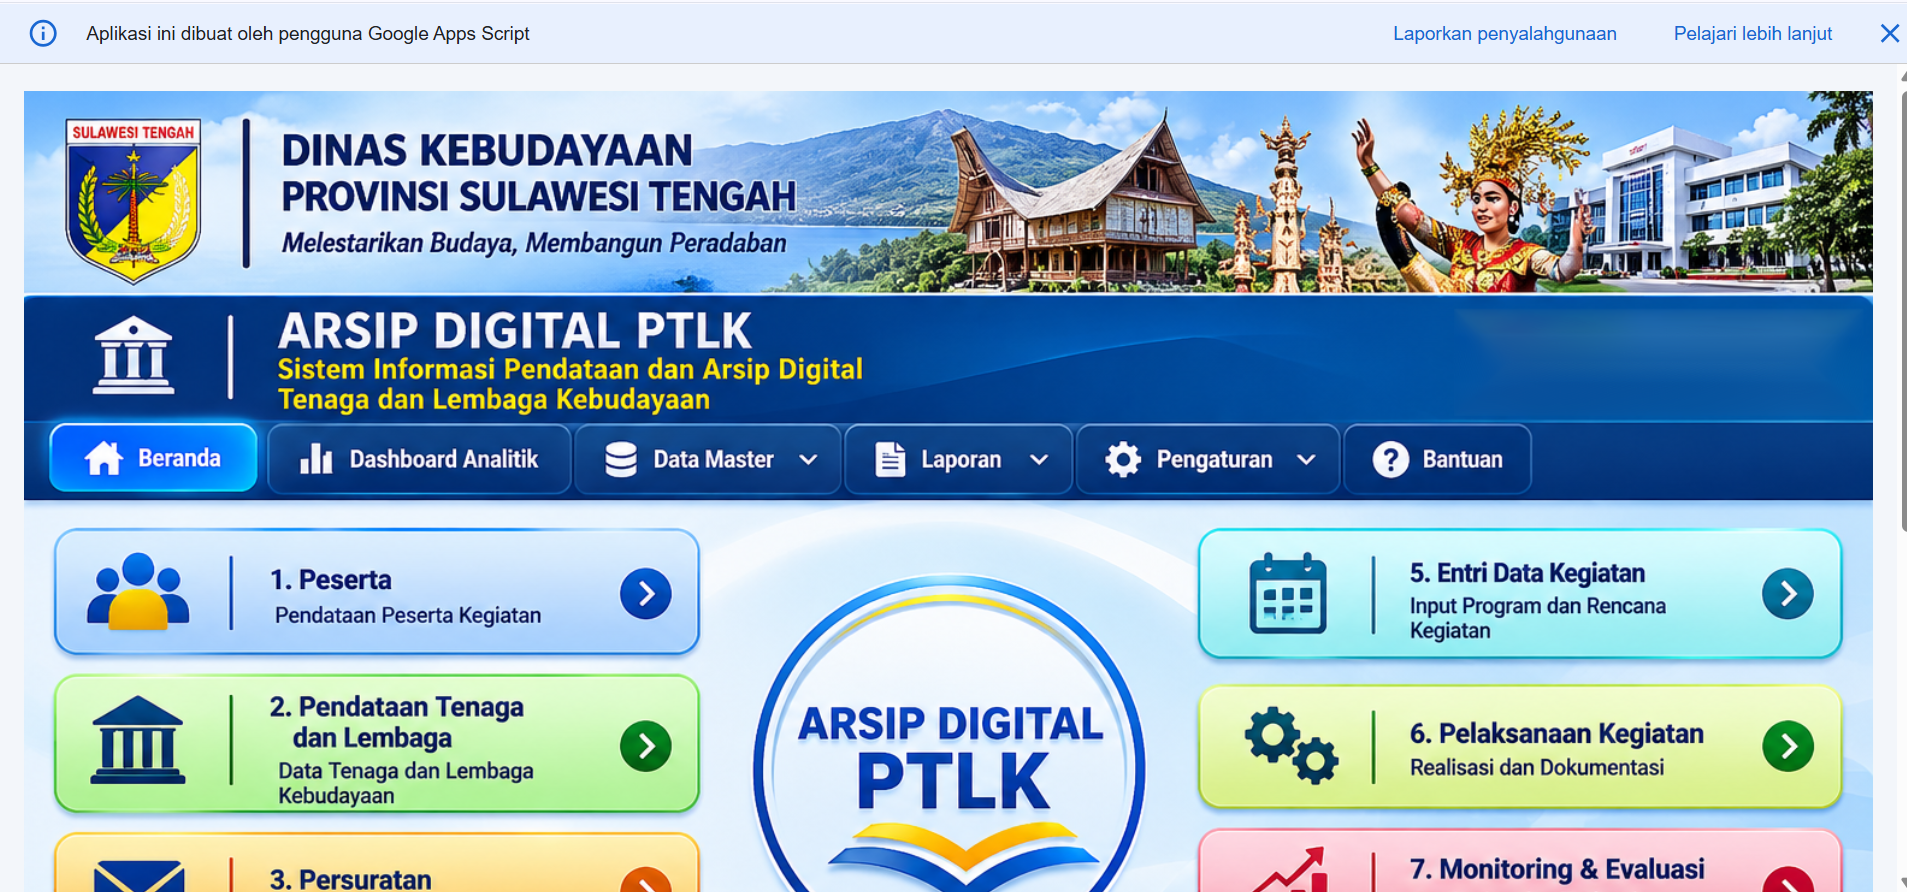 Aplikasi ini dibuat oleh pengguna Google Apps Script
Laporkan penyalahgunaan
Pelajari lebih lanjut
SULAWESI TENGAH
DINAS KEBUDAYAAN
PROVINSI SULAWESI TENGAH
Melestarikan Budaya, Membangun Peradaban
ARSIP DIGITAL PTLK
Sistem Informasi Pendataan dan Arsip Digital
Tenaga dan Lembaga Kebudayaan
Beranda
Dashboard Analitik
Data Master
Laporan
Pengaturan
Bantuan
1. Peserta
Pendataan Peserta Kegiatan
2. Pendataan Tenaga
dan Lembaga
Data Tenaga dan Lembaga
Kebudayaan
3. Persuratan
ARSIP DIGITAL
PTLK
5. Entri Data Kegiatan
Input Program dan Rencana
Kegiatan
6. Pelaksanaan Kegiatan
Realisasi dan Dokumentasi
7. Monitoring & Evaluasi